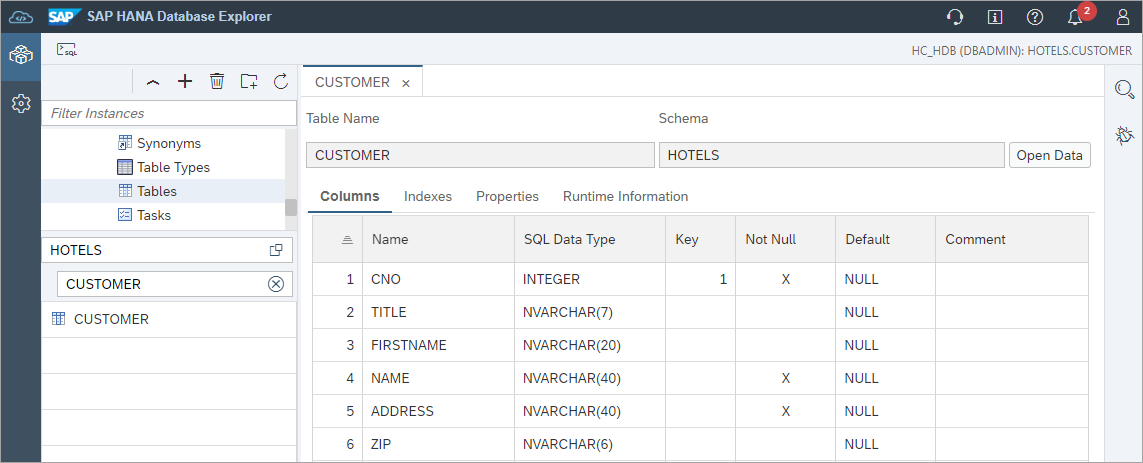 SAP SAP HANA Database Explorer 2
SQL HC_HDB (DBADMIN): HOTELS.CUSTOMER
CUSTOMER ×
Filter Instances
Synonyms
Table Types
Tables
Tasks
HOTELS
CUSTOMER
CUSTOMER
Table Name Schema
CUSTOMER HOTELS Open Data
Columns Indexes Properties Runtime Information
Name SQL Data Type Key Not Null Default Comment
1 CNO INTEGER 1 X NULL
2 TITLE NVARCHAR(7) NULL
3 FIRSTNAME NVARCHAR(20) NULL
4 NAME NVARCHAR(40) X NULL
5 ADDRESS NVARCHAR(40) X NULL
6 ZIP NVARCHAR(6) NULL